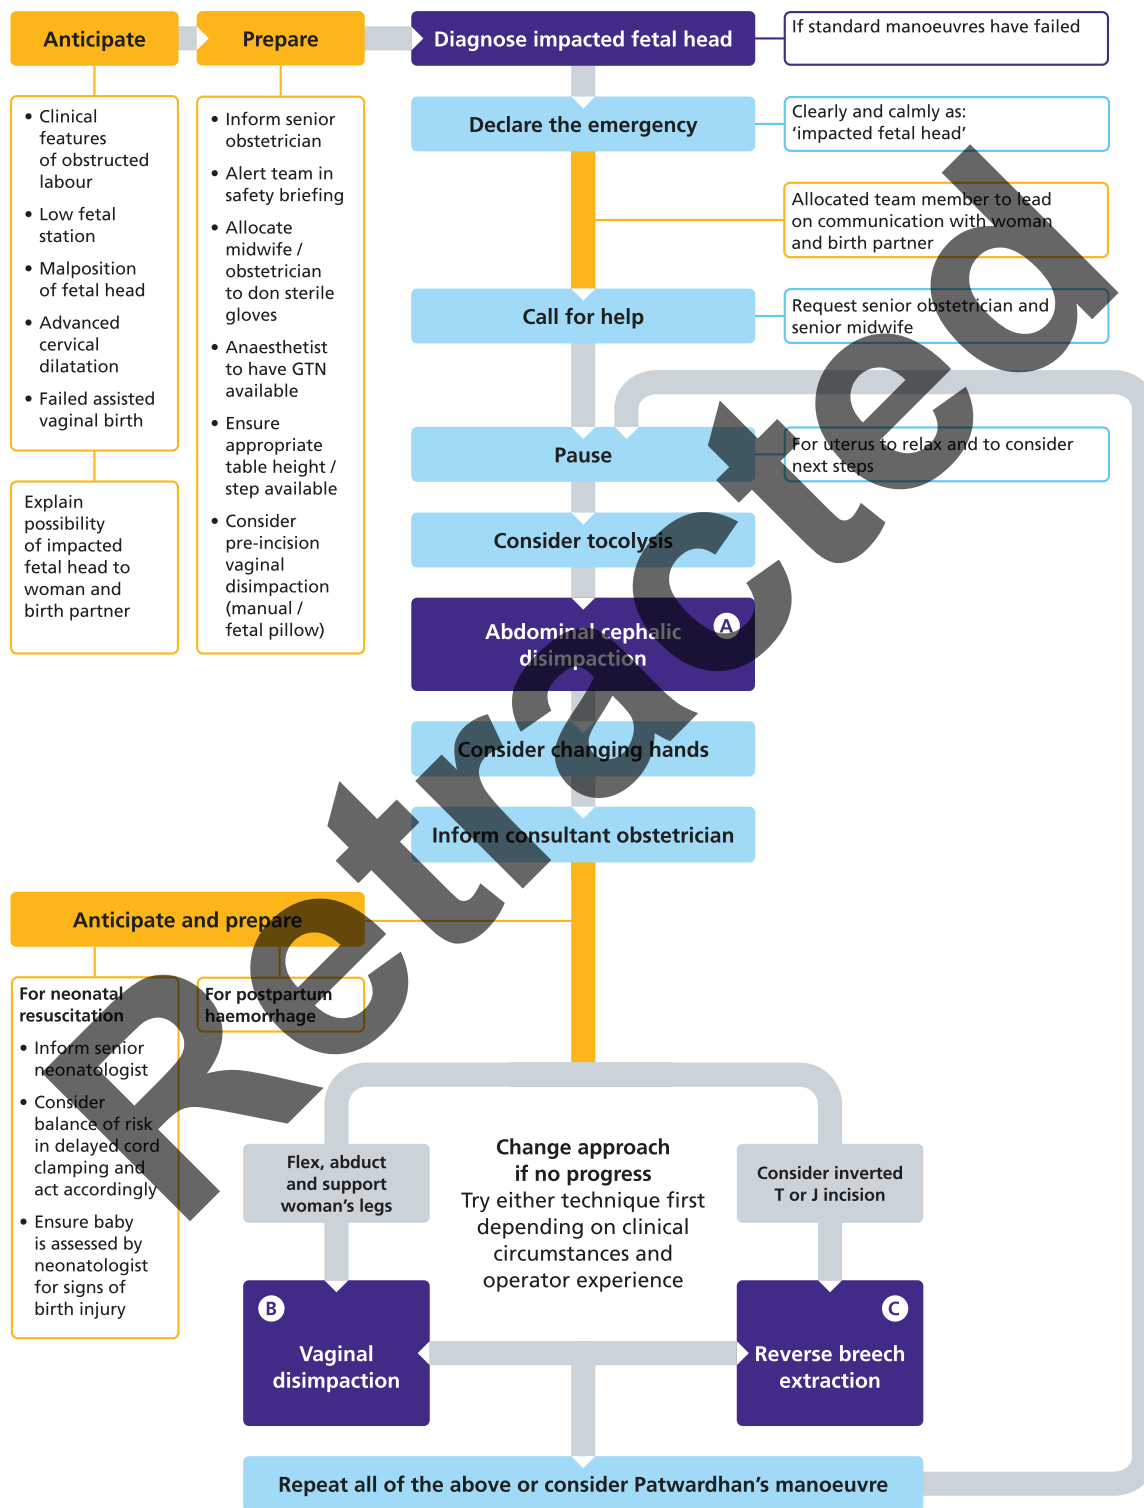 Anticipate
Prepare
Diagnose impacted fetal head
If standard manoeuvres have failed
• Clinical
features
of obstructed
labour
• Low fetal
station
• Malposition
of fetal head
• Advanced
cervical
dilatation
• Failed assisted
vaginal birth
Explain
possibility
of impacted
fetal head to
woman and
birth partner
• Inform senior
obstetrician
• Alert team in
safety briefing
• Allocate
midwife /
obstetrician
to don sterile
gloves
• Anaesthetist
to have GTN
available
• Ensure
appropriate
table height /
step available
• Consider
pre-incision
vaginal
disimpaction
(manual /
fetal pillow)
Declare the emergency
Clearly and calmly as:
‘impacted fetal head’
Allocated team member to lead
on communication with woman
and birth partner
Call for help
Request senior obstetrician and
senior midwife
Pause
For uterus to relax and to consider
next steps
Consider tocolysis
A
Abdominal cephalic
disimpaction
Consider changing hands
Inform consultant obstetrician
Anticipate and prepare
For neonatal
resuscitation
• Inform senior
neonatologist
• Consider
balance of risk
in delayed cord
clamping and
act accordingly
• Ensure baby
is assessed by
neonatologist
for signs of
birth injury
For postpartum
haemorrhage
Flex, abduct
and support
woman’s legs
Change approach
if no progress
Try either technique first
depending on clinical
circumstances and
operator experience
Consider inverted
T or J incision
B
Vaginal
disimpaction
C
Reverse breech
extraction
Repeat all of the above or consider Patwardhan’s manoeuvre
Retracted